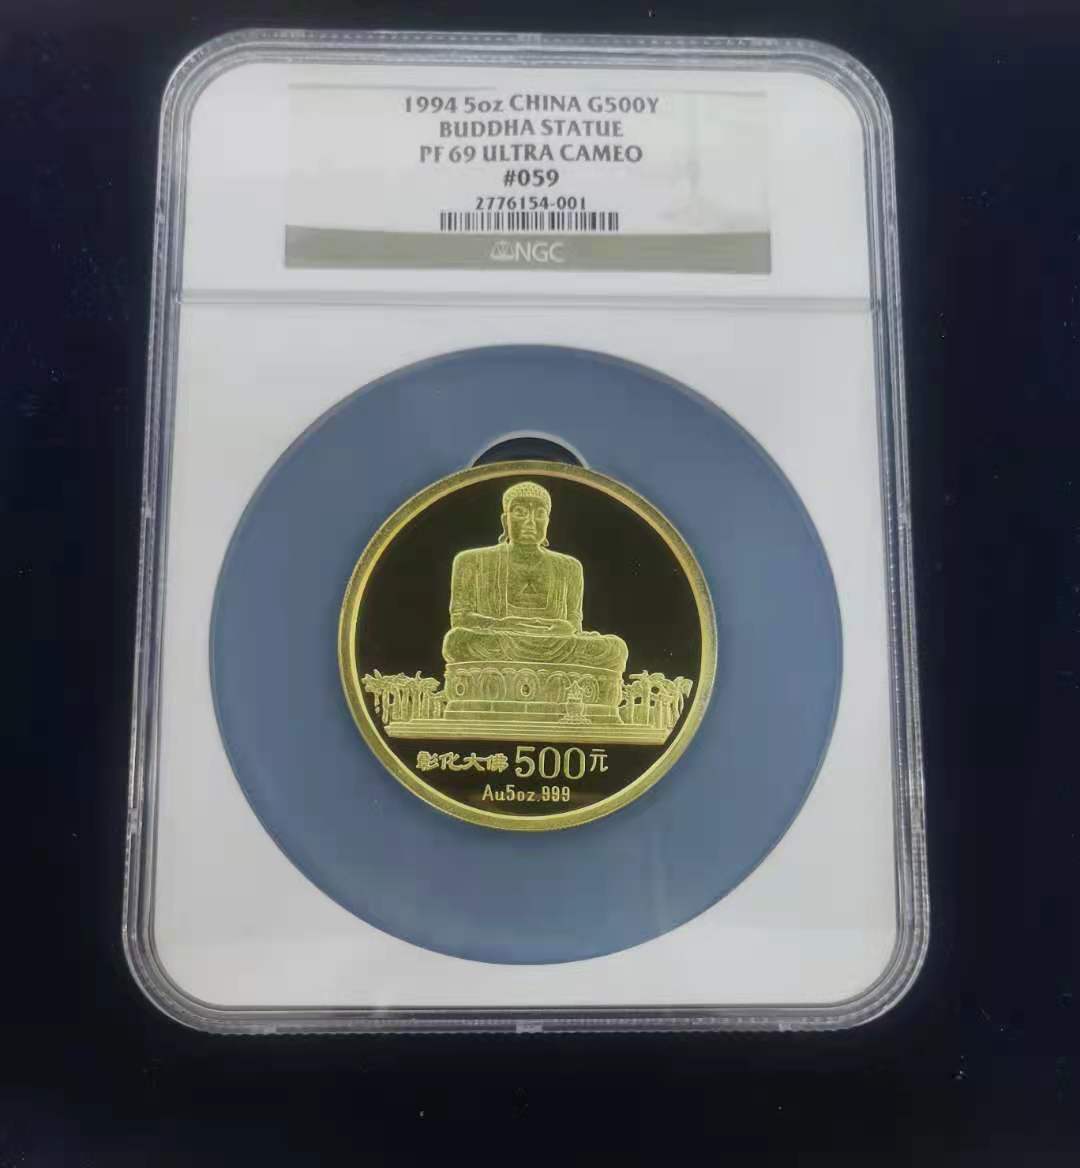 1994 5oz CHINA G500Y
BUDDHA STATUE
PF 69 ULTRA CAMEO
#059
2776154-001
NGC
彰化大佛 500元
Au5oz.999